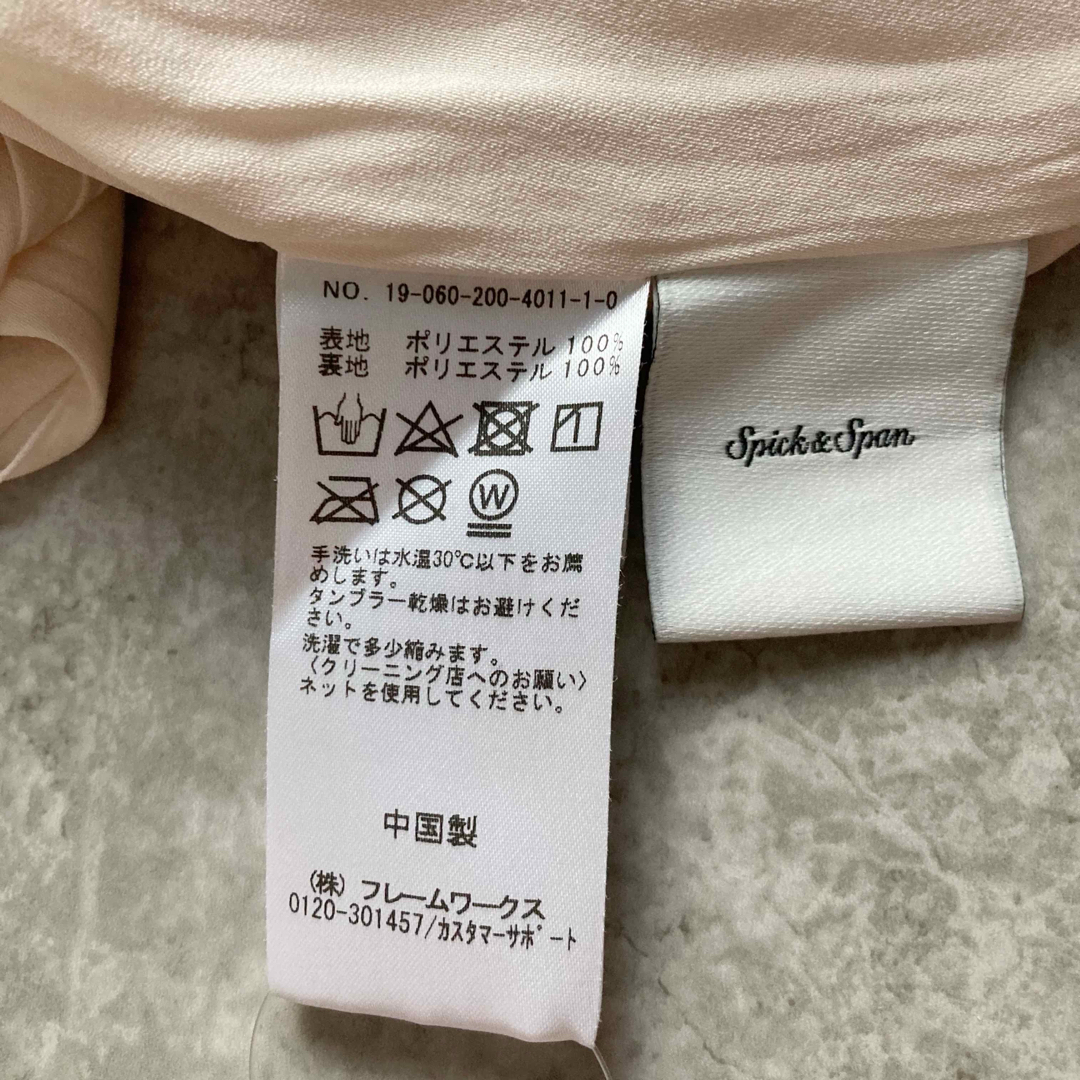 NO. 19-060-200-4011-1-0
表地 ポリエステル 100%
裏地 ポリエステル 100%
W
手洗いは水温30℃以下をお薦
めします。
タンブラー乾燥はお避けくだ
さい。
洗濯で多少縮みます。
〈クリーニング店へのお願い〉
ネットを使用してください。
中国製
(株) フレームワークス
0120-301457/カスタマーサポート
Spick&Span